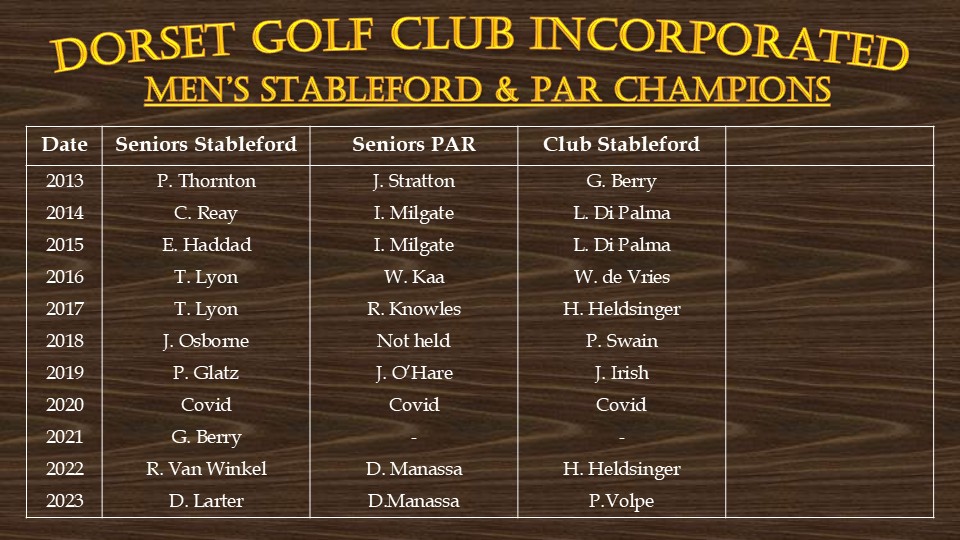 DORSET GOLF CLUB INCORPORATED
MEN'S STABLEFORD & PAR CHAMPIONS
Date Seniors Stableford Seniors PAR Club Stableford
2013 P. Thornton J. Stratton G. Berry
2014 C. Reay I. Milgate L. Di Palma
2015 E. Haddad I. Milgate L. Di Palma
2016 T. Lyon W. Kaa W. de Vries
2017 T. Lyon R. Knowles H. Heldsinger
2018 J. Osborne Not held P. Swain
2019 P. Glatz J. O'Hare J. Irish
2020 Covid Covid Covid
2021 G. Berry - -
2022 R. Van Winkel D. Manassa H. Heldsinger
2023 D. Larter D.Manassa P.Volpe